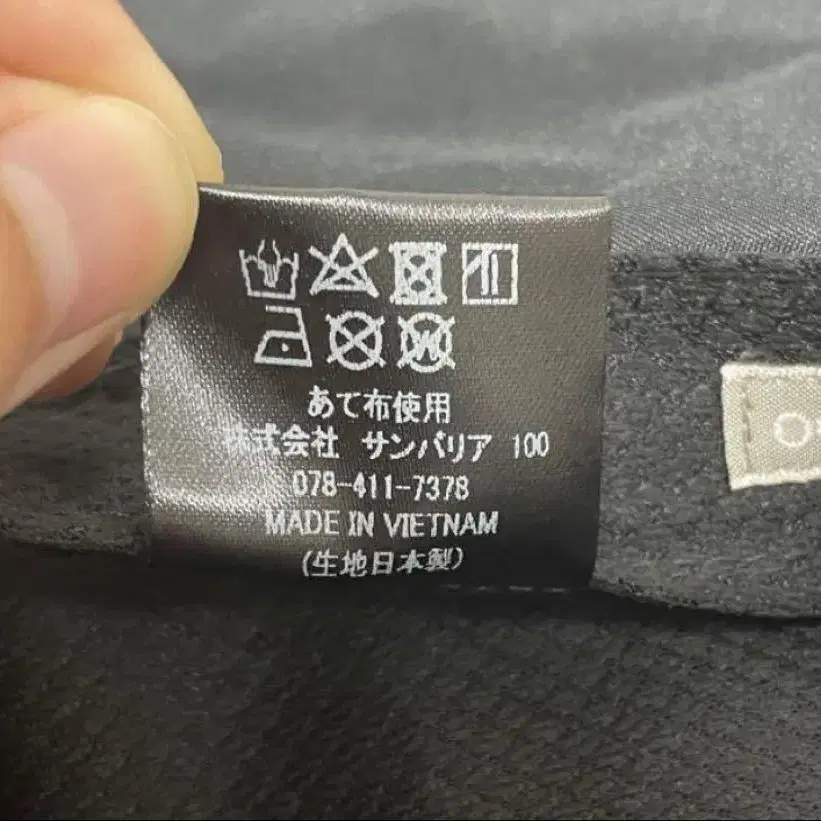 あて布使用
株式会社 サンバリア 100
078-411-7378
MADE IN VIETNAM
(生地日本製)